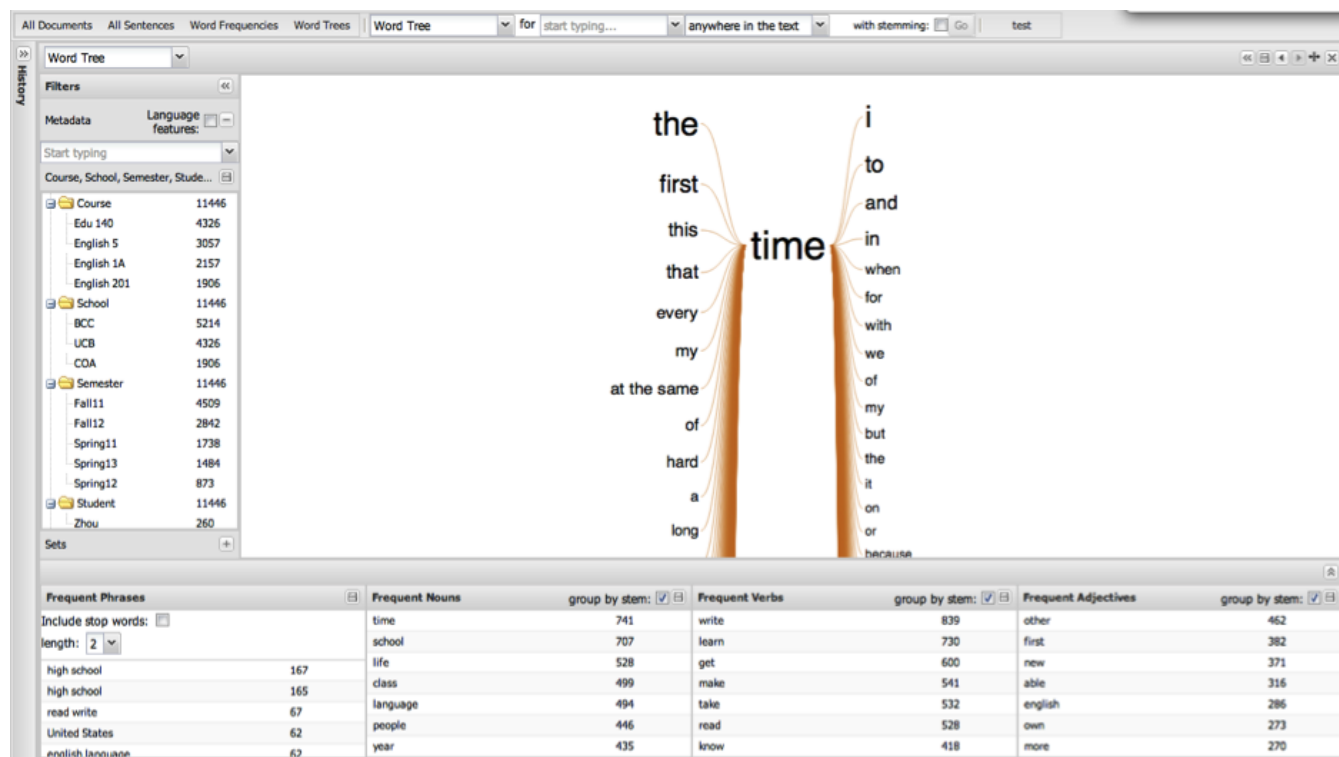 All Documents All Sentences Word Frequencies Word Trees Word Tree for start typing... anywhere in the text with stemming: Go test
History
Word Tree
Filters
Metadata Language features:
Start typing
Course, School, Semester, Stude...
Course 11446
Edu 140 4326
English 5 3057
English 1A 2157
English 201 1906
School 11446
BCC 5214
UCB 4326
COA 1906
Semester 11446
Fall11 4509
Fall12 2842
Spring11 1738
Spring13 1484
Spring12 873
Student 11446
Zhou 260
Sets
the
first
this
that
every
my
at the same
of
hard
a
long
time
i
to
and
in
when
for
with
we
of
my
but
the
it
on
or
because
Frequent Phrases
Include stop words:
length: 2
high school 167
high school 165
read write 67
United States 62
english language 62
Frequent Nouns group by stem:
time 741
school 707
life 528
class 499
language 494
people 446
year 435
Frequent Verbs group by stem:
write 839
learn 730
get 600
make 541
take 532
read 528
know 418
Frequent Adjectives group by stem:
other 462
first 382
new 371
able 316
english 286
own 273
more 270